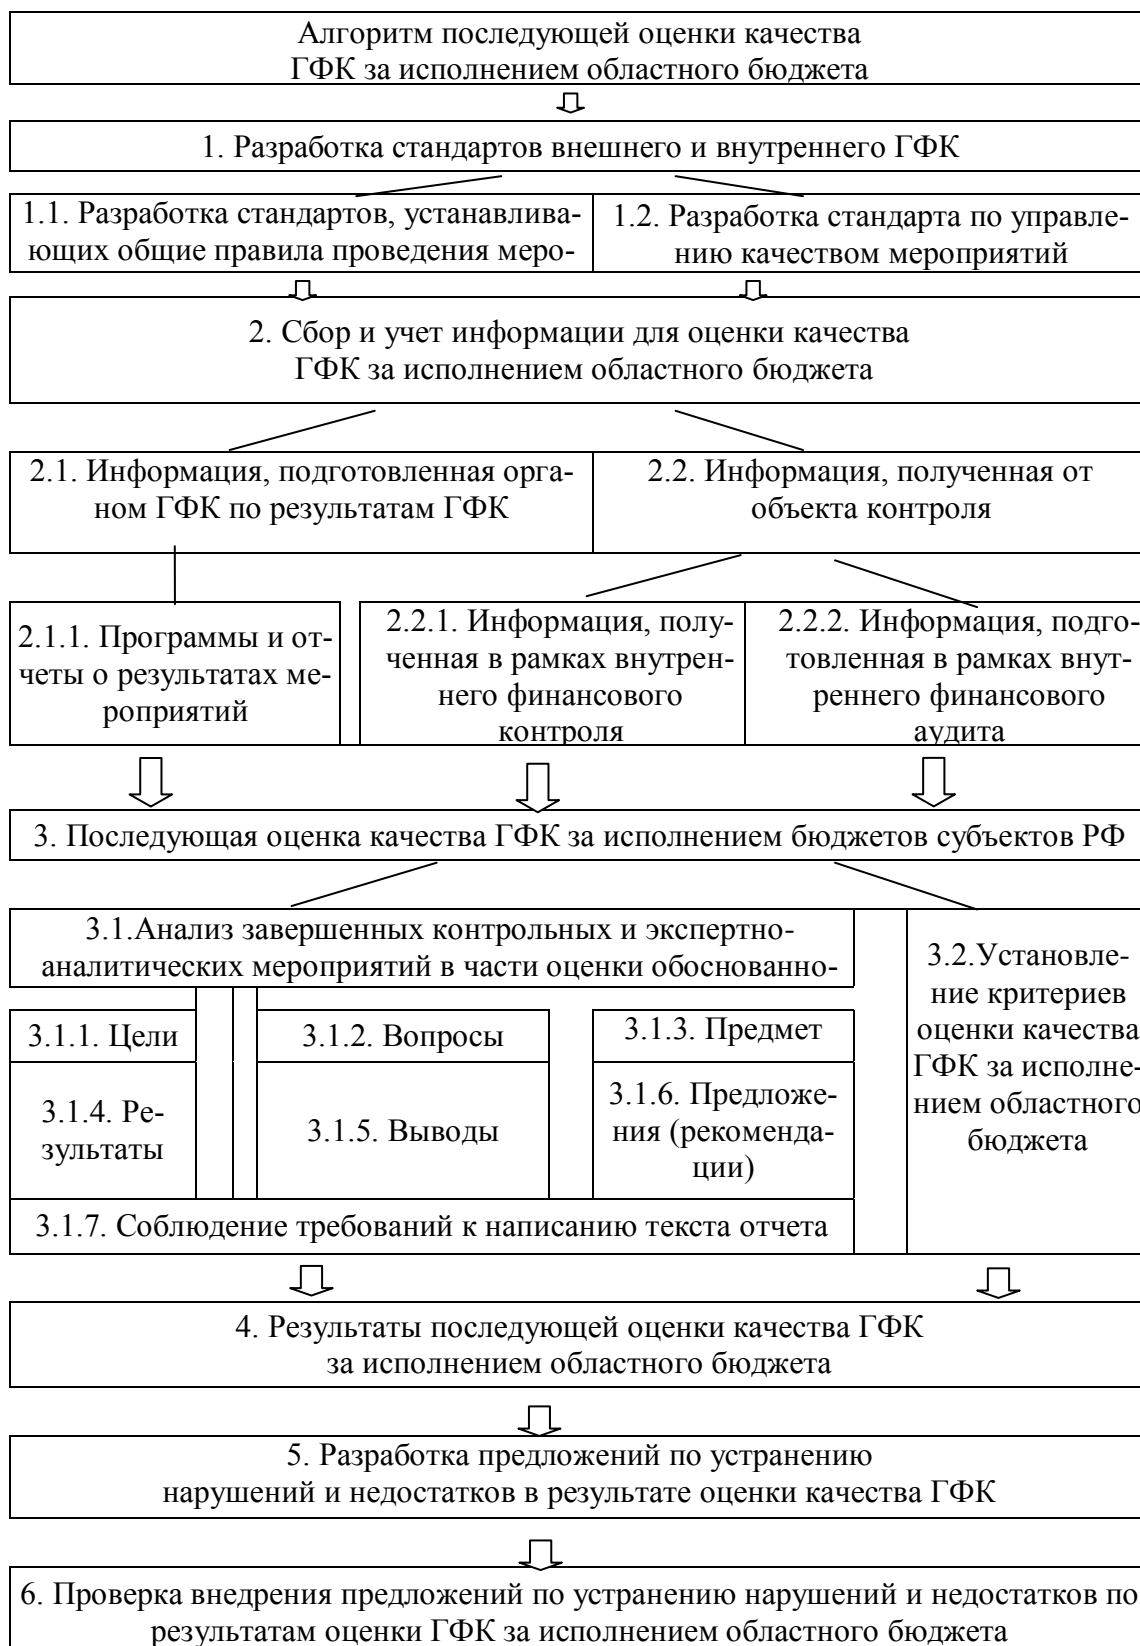 Алгоритм последующей оценки качества
ГФК за исполнением областного бюджета
1. Разработка стандартов внешнего и внутреннего ГФК
1.1. Разработка стандартов, устанавлива-
ющих общие правила проведения меро-
1.2. Разработка стандарта по управле-
нию качеством мероприятий
2. Сбор и учет информации для оценки качества
ГФК за исполнением областного бюджета
2.1. Информация, подготовленная орга-
ном ГФК по результатам ГФК
2.2. Информация, полученная от
объекта контроля
2.1.1. Программы и от-
четы о результатах ме-
роприятий
2.2.1. Информация, полу-
ченная в рамках внутрен-
него финансового
контроля
2.2.2. Информация, подго-
товленная в рамках внут-
реннего финансового
аудита
3. Последующая оценка качества ГФК за исполнением бюджетов субъектов РФ
3.1.Анализ завершенных контрольных и экспертно-
аналитических мероприятий в части оценки обоснованно-
3.1.1. Цели
3.1.2. Вопросы
3.1.3. Предмет
3.1.4. Ре-
зультаты
3.1.5. Выводы
3.1.6. Предложе-
ния (рекоменда-
ции)
3.1.7. Соблюдение требований к написанию текста отчета
3.2.Установле-
ние критериев
оценки качества
ГФК за исполне-
нием областного
бюджета
4. Результаты последующей оценки качества ГФК
за исполнением областного бюджета
5. Разработка предложений по устранению
нарушений и недостатков в результате оценки качества ГФК
6. Проверка внедрения предложений по устранению нарушений и недостатков по
результатам оценки ГФК за исполнением областного бюджета